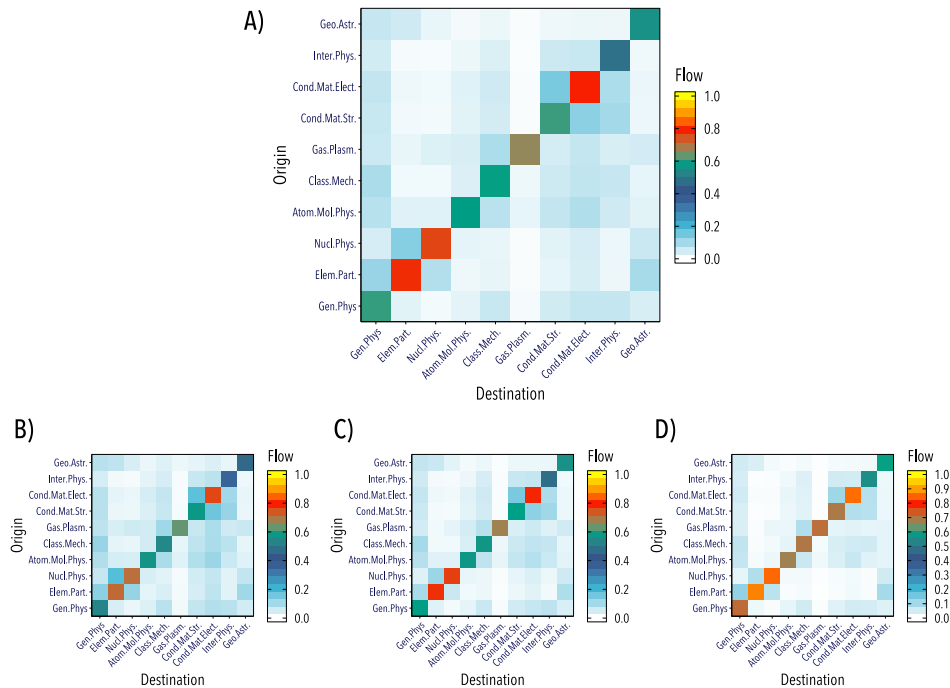 A)
Geo.Astr.
Inter.Phys.
Cond.Mat.Elect.
Cond.Mat.Str.
Gas.Plasm.
Class.Mech.
Atom.Mol.Phys.
Nucl.Phys.
Elem.Part.
Gen.Phys
Origin
Gen.Phys
Elem.Part.
Nucl.Phys.
Atom.Mol.Phys.
Class.Mech.
Gas.Plasm.
Cond.Mat.Str.
Cond.Mat.Elect.
Inter.Phys.
Geo.Astr.
Destination
Flow
1.0
0.8
0.6
0.4
0.2
0.0
B)
Geo.Astr.
Inter.Phys.
Cond.Mat.Elect.
Cond.Mat.Str.
Gas.Plasm.
Class.Mech.
Atom.Mol.Phys.
Nucl.Phys.
Elem.Part.
Gen.Phys
Origin
Gen.Phys
Elem.Part.
Nucl.Phys.
Atom.Mol.Phys.
Class.Mech.
Gas.Plasm.
Cond.Mat.Str.
Cond.Mat.Elect.
Inter.Phys.
Geo.Astr.
Destination
Flow
1.0
0.8
0.6
0.4
0.2
0.0
C)
Geo.Astr.
Inter.Phys.
Cond.Mat.Elect.
Cond.Mat.Str.
Gas.Plasm.
Class.Mech.
Atom.Mol.Phys.
Nucl.Phys.
Elem.Part.
Gen.Phys
Origin
Gen.Phys
Elem.Part.
Nucl.Phys.
Atom.Mol.Phys.
Class.Mech.
Gas.Plasm.
Cond.Mat.Str.
Cond.Mat.Elect.
Inter.Phys.
Geo.Astr.
Destination
Flow
1.0
0.8
0.6
0.4
0.2
0.0
D)
Geo.Astr.
Inter.Phys.
Cond.Mat.Elect.
Cond.Mat.Str.
Gas.Plasm.
Class.Mech.
Atom.Mol.Phys.
Nucl.Phys.
Elem.Part.
Gen.Phys
Origin
Gen.Phys
Elem.Part
Nucl.Phys.
Atom.Mol.Phys.
Class.Mech.
Gas.Plasm.
Cond.Mat.Str.
Cond.Mat.Elect.
Inter.Phys.
Geo.Astr.
Destination
Flow
1.0
0.9
0.8
0.7
0.6
0.5
0.4
0.3
0.2
0.1
0.0